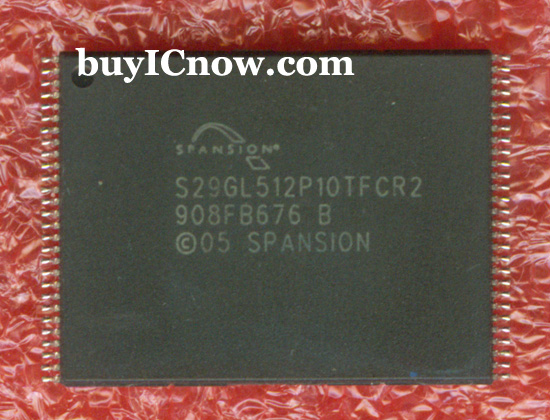 buyICnow.com
SPANSION®
S29GL512P10TFCR2
908FB676 B
©05 SPANSION